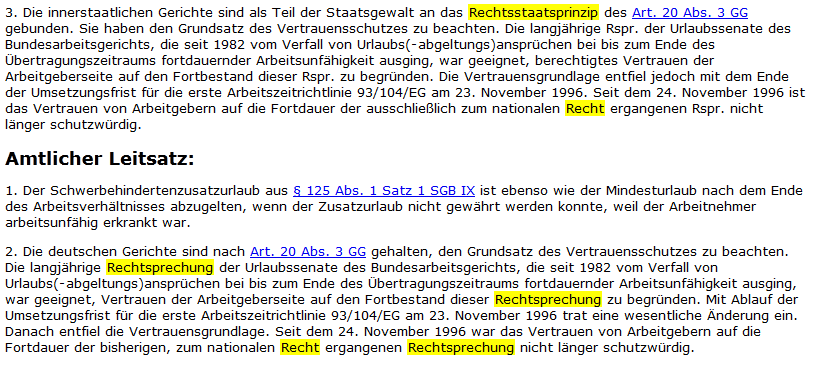 3. Die innerstaatlichen Gerichte sind als Teil der Staatsgewalt an das Rechtsstaatsprinzip des Art. 20 Abs. 3 GG
gebunden. Sie haben den Grundsatz des Vertrauensschutzes zu beachten. Die langjährige Rspr. der Urlaubssenate des
Bundesarbeitsgerichts, die seit 1982 vom Verfall von Urlaubs(-abgeltungs)ansprüchen bei bis zum Ende des
Übertragungszeitraums fortdauernder Arbeitsunfähigkeit ausging, war geeignet, berechtigtes Vertrauen der
Arbeitgeberseite auf den Fortbestand dieser Rspr. zu begründen. Die Vertrauensgrundlage entfiel jedoch mit dem Ende
der Umsetzungsfrist für die erste Arbeitszeitrichtlinie 93/104/EG am 23. November 1996. Seit dem 24. November 1996 ist
das Vertrauen von Arbeitgebern auf die Fortdauer der ausschließlich zum nationalen Recht ergangenen Rspr. nicht
länger schutzwürdig.
Amtlicher Leitsatz:
1. Der Schwerbehindertenzusatzurlaub aus § 125 Abs. 1 Satz 1 SGB IX ist ebenso wie der Mindesturlaub nach dem Ende
des Arbeitsverhältnisses abzugelten, wenn der Zusatzurlaub nicht gewährt werden konnte, weil der Arbeitnehmer
arbeitsunfähig erkrankt war.
2. Die deutschen Gerichte sind nach Art. 20 Abs. 3 GG gehalten, den Grundsatz des Vertrauensschutzes zu beachten.
Die langjährige Rechtsprechung der Urlaubssenate des Bundesarbeitsgerichts, die seit 1982 vom Verfall von
Urlaubs(-abgeltungs)ansprüchen bei bis zum Ende des Übertragungszeitraums fortdauernder Arbeitsunfähigkeit ausging,
war geeignet, Vertrauen der Arbeitgeberseite auf den Fortbestand dieser Rechtsprechung zu begründen. Mit Ablauf der
Umsetzungsfrist für die erste Arbeitszeitrichtlinie 93/104/EG am 23. November 1996 trat eine wesentliche Änderung ein.
Danach entfiel die Vertrauensgrundlage. Seit dem 24. November 1996 war das Vertrauen von Arbeitgebern auf die
Fortdauer der bisherigen, zum nationalen Recht ergangenen Rechtsprechung nicht länger schutzwürdig.